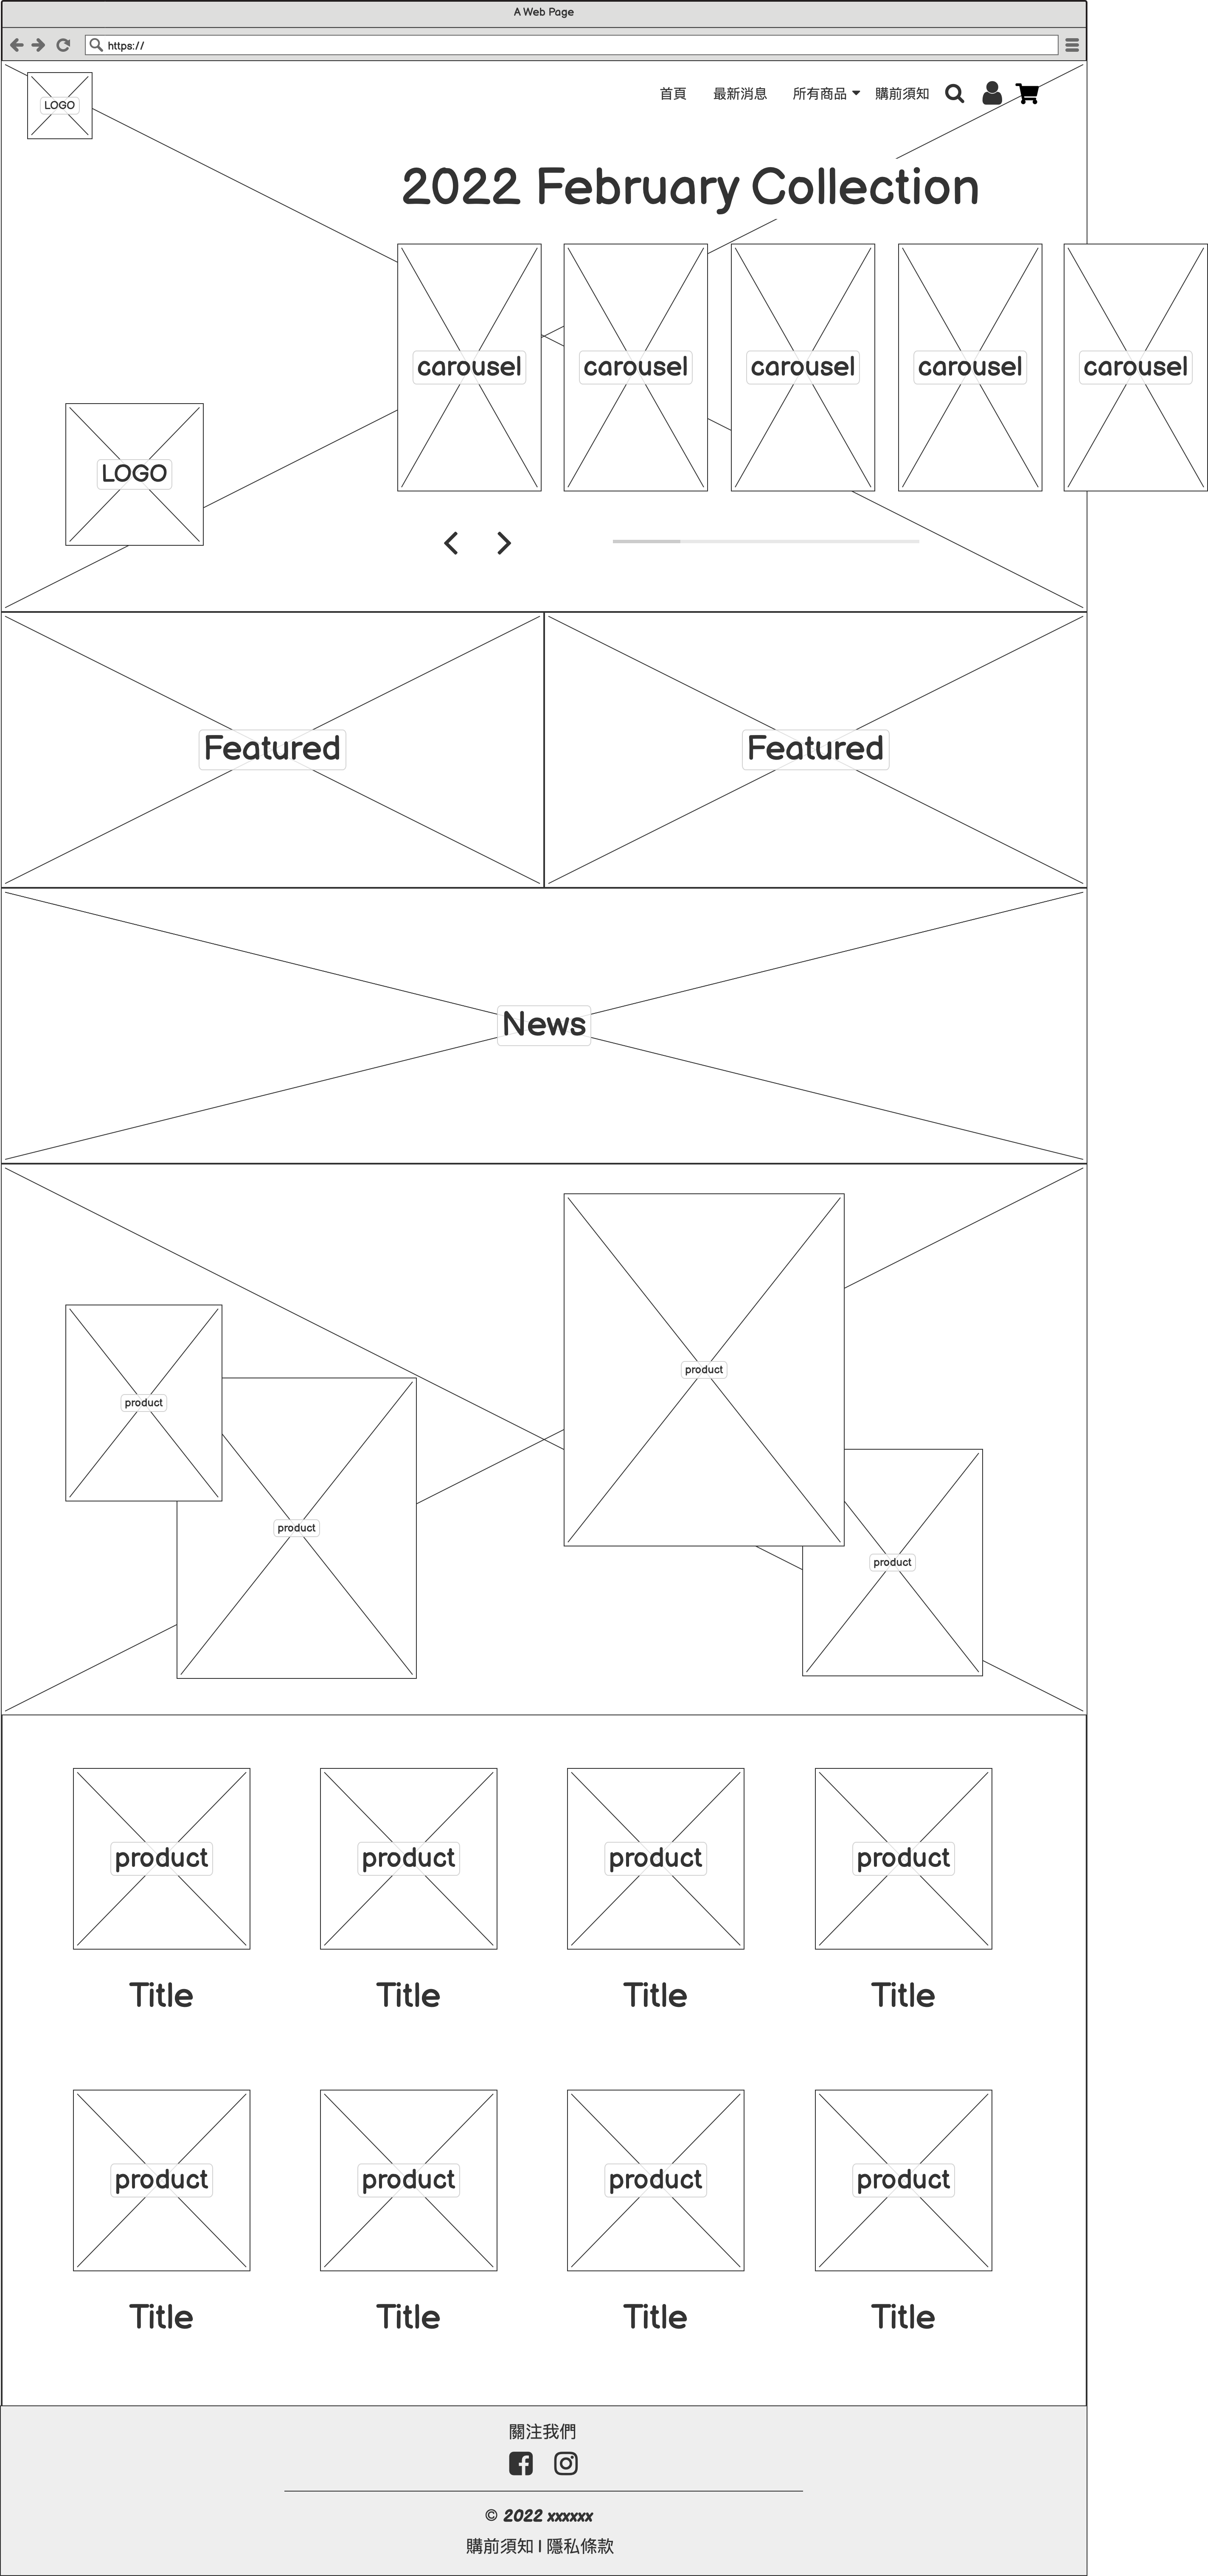 A Web Page
https://
LOGO
首頁 最新消息 所有商品 購前須知
2022 February Collection
carousel carousel carousel carousel carousel
LOGO
Featured Featured
News
product
product
product
product
product product product product
Title Title Title Title
product product product product
Title Title Title Title
關注我們
© 2022 xxxxxx
購前須知 | 隱私條款